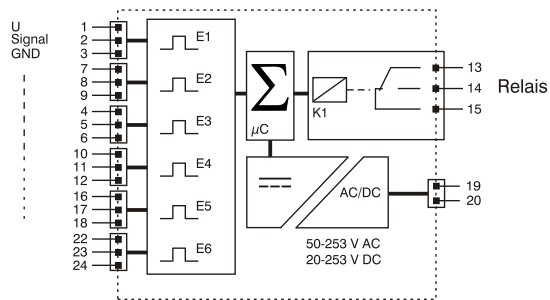 U
Signal
GND
1
2
3
7
8
9
4
5
6
10
11
12
16
17
18
22
23
24
E1
E2
E3
E4
E5
E6
Σ
µC
K1
13
14
15
Relais
AC/DC
19
20
50-253 V AC
20-253 V DC